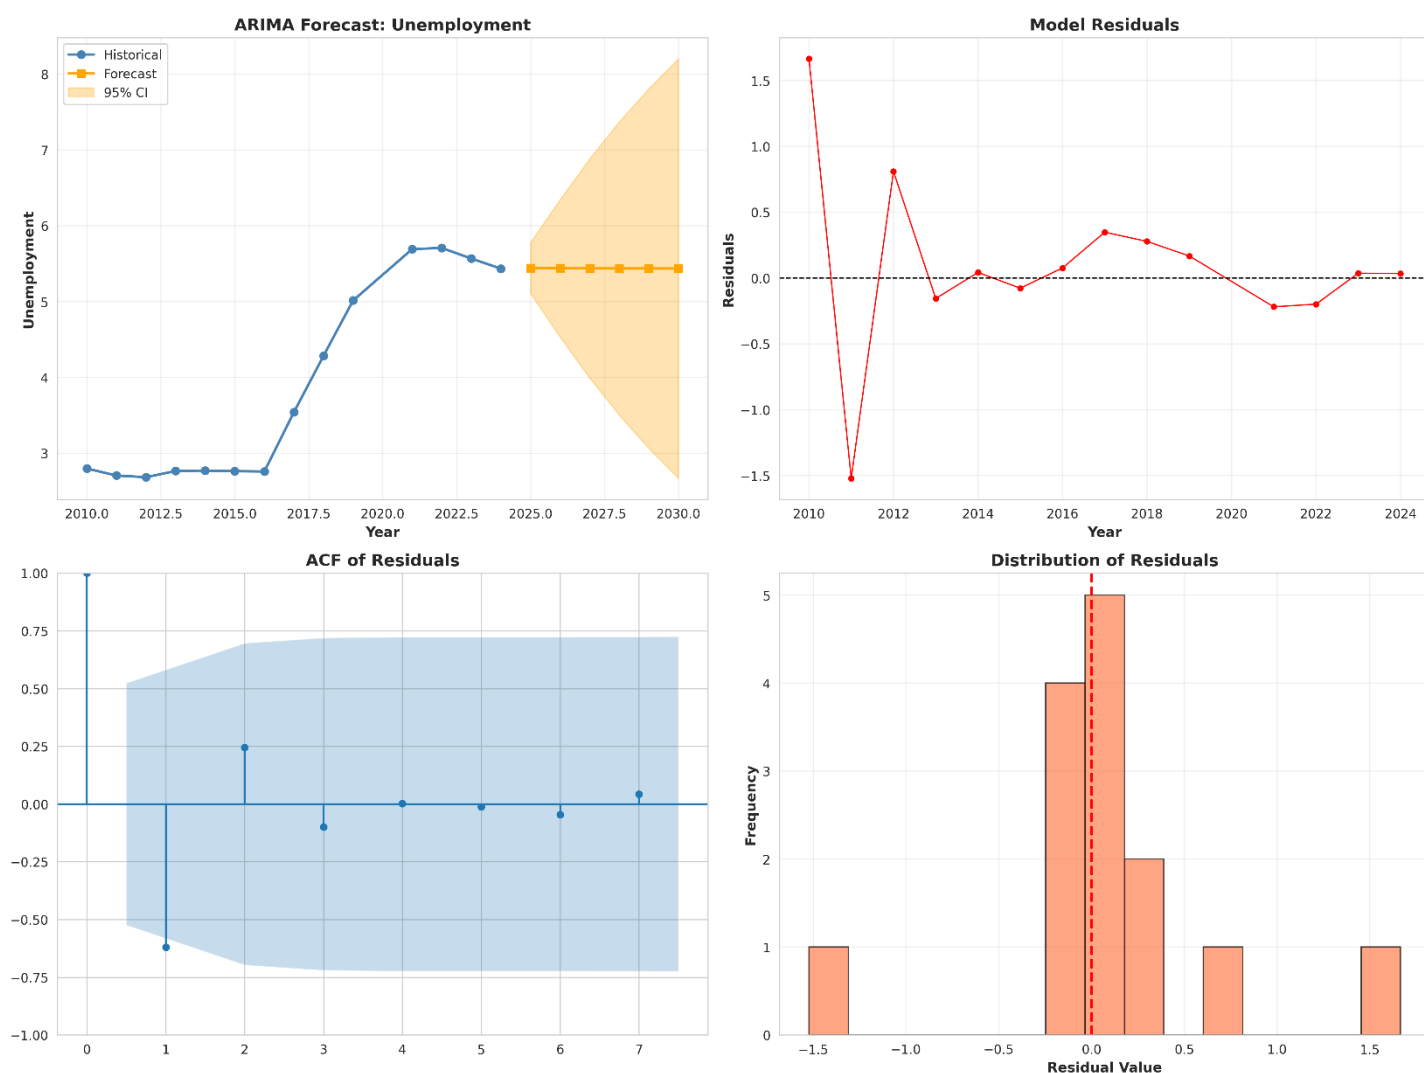 ARIMA Forecast: Unemployment
Historical
Forecast
95% CI
8
7
6
5
4
3
Unemployment
2010.0 2012.5 2015.0 2017.5 2020.0 2022.5 2025.0 2027.5 2030.0
Year
Model Residuals
1.5
1.0
0.5
0.0
−0.5
−1.0
−1.5
Residuals
2010 2012 2014 2016 2018 2020 2022 2024
Year
ACF of Residuals
1.00
0.75
0.50
0.25
0.00
−0.25
−0.50
−0.75
−1.00
0 1 2 3 4 5 6 7
Distribution of Residuals
5
4
3
2
1
0
Frequency
−1.5 −1.0 −0.5 0.0 0.5 1.0 1.5
Residual Value